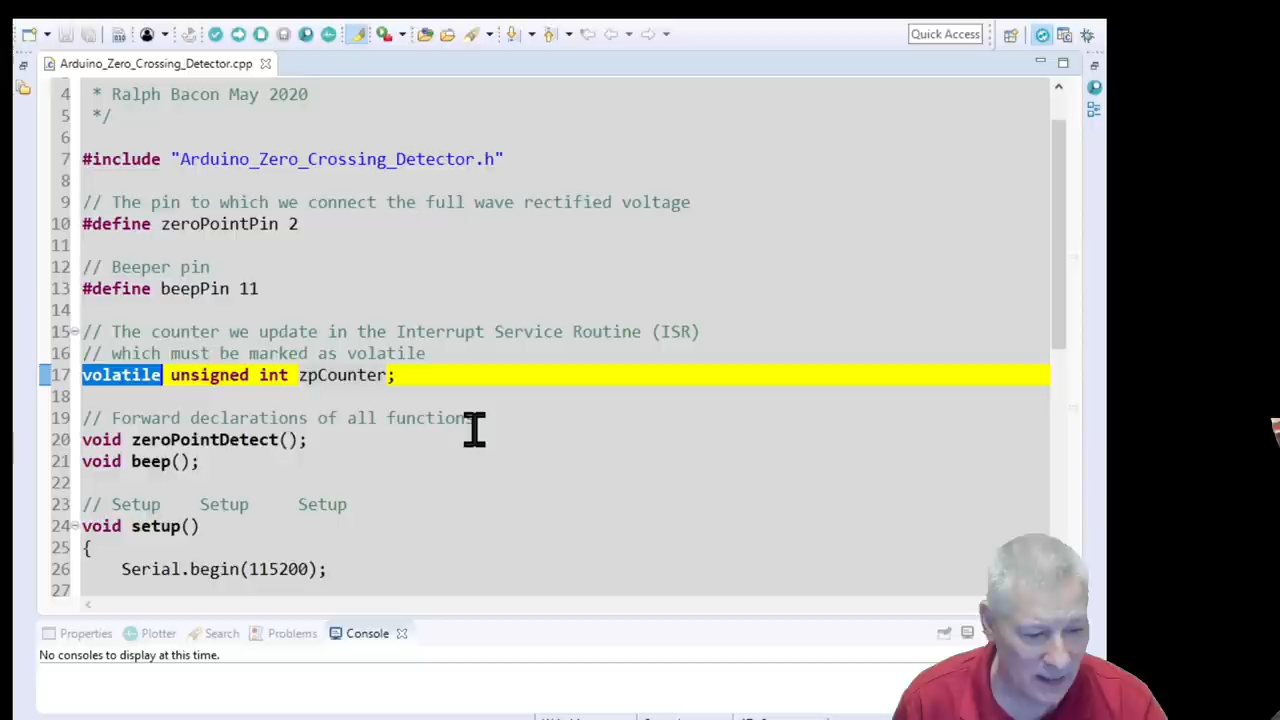 Quick Access
Arduino_Zero_Crossing_Detector.cpp
4 * Ralph Bacon May 2020
5 */
6
7 #include "Arduino_Zero_Crossing_Detector.h"
8
9 // The pin to which we connect the full wave rectified voltage
10 #define zeroPointPin 2
11
12 // Beeper pin
13 #define beepPin 11
14
15 // The counter we update in the Interrupt Service Routine (ISR)
16 // which must be marked as volatile
17 volatile unsigned int zpCounter;
18
19 // Forward declarations of all functions
20 void zeroPointDetect();
21 void beep();
22
23 // Setup Setup Setup
24 void setup()
25 {
26 Serial.begin(115200);
27
Properties Plotter Search Problems Console
No consoles to display at this time.